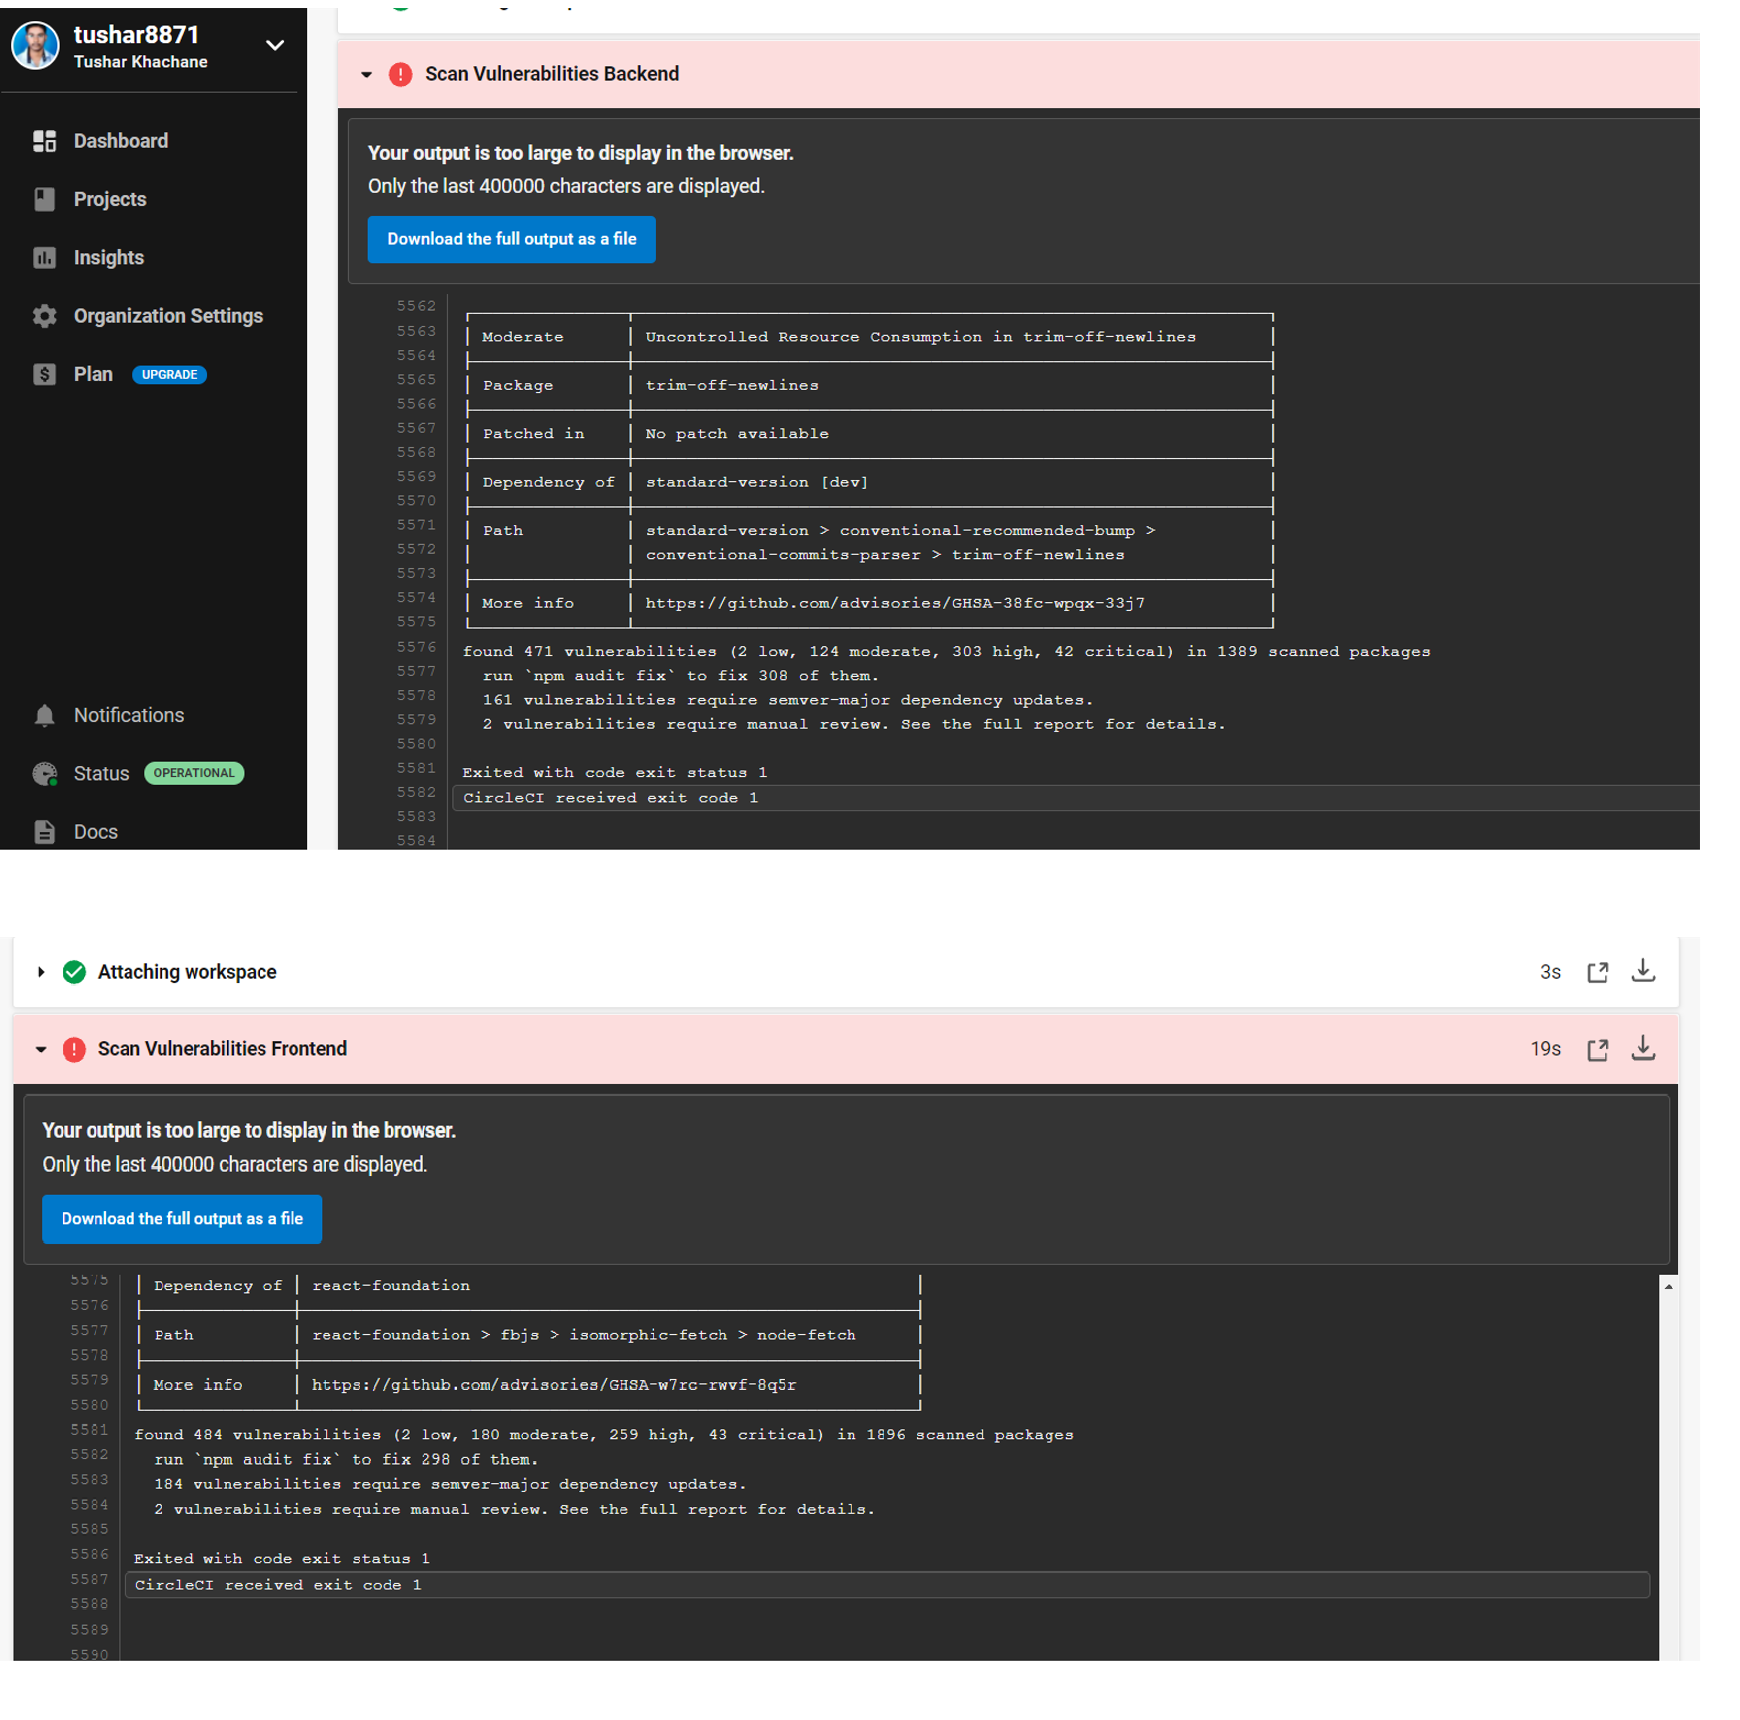 tushar8871
Tushar Khachane
Dashboard
Projects
Insights
Organization Settings
Plan UPGRADE
Notifications
Status OPERATIONAL
Docs
Scan Vulnerabilities Backend
Your output is too large to display in the browser.
Only the last 400000 characters are displayed.
Download the full output as a file
5562
5563 Moderate Uncontrolled Resource Consumption in trim-off-newlines
5564
5565 Package trim-off-newlines
5566
5567 Patched in No patch available
5568
5569 Dependency of standard-version [dev]
5570
5571 Path standard-version > conventional-recommended-bump >
5572 conventional-commits-parser > trim-off-newlines
5573
5574 More info https://github.com/advisories/GHSA-38fc-wpqx-33j7
5575
5576 found 471 vulnerabilities (2 low, 124 moderate, 303 high, 42 critical) in 1389 scanned packages
5577 run `npm audit fix` to fix 308 of them.
5578 161 vulnerabilities require semver-major dependency updates.
5579 2 vulnerabilities require manual review. See the full report for details.
5580
5581 Exited with code exit status 1
5582 CircleCI received exit code 1
5583
5584
Attaching workspace 3s
Scan Vulnerabilities Frontend 19s
Your output is too large to display in the browser.
Only the last 400000 characters are displayed.
Download the full output as a file
5575 Dependency of react-foundation
5576
5577 Path react-foundation > fbjs > isomorphic-fetch > node-fetch
5578
5579 More info https://github.com/advisories/GHSA-w7rc-rwvf-8q5r
5580
5581 found 484 vulnerabilities (2 low, 180 moderate, 259 high, 43 critical) in 1896 scanned packages
5582 run `npm audit fix` to fix 298 of them.
5583 184 vulnerabilities require semver-major dependency updates.
5584 2 vulnerabilities require manual review. See the full report for details.
5585
5586 Exited with code exit status 1
5587 CircleCI received exit code 1
5588
5589
5590